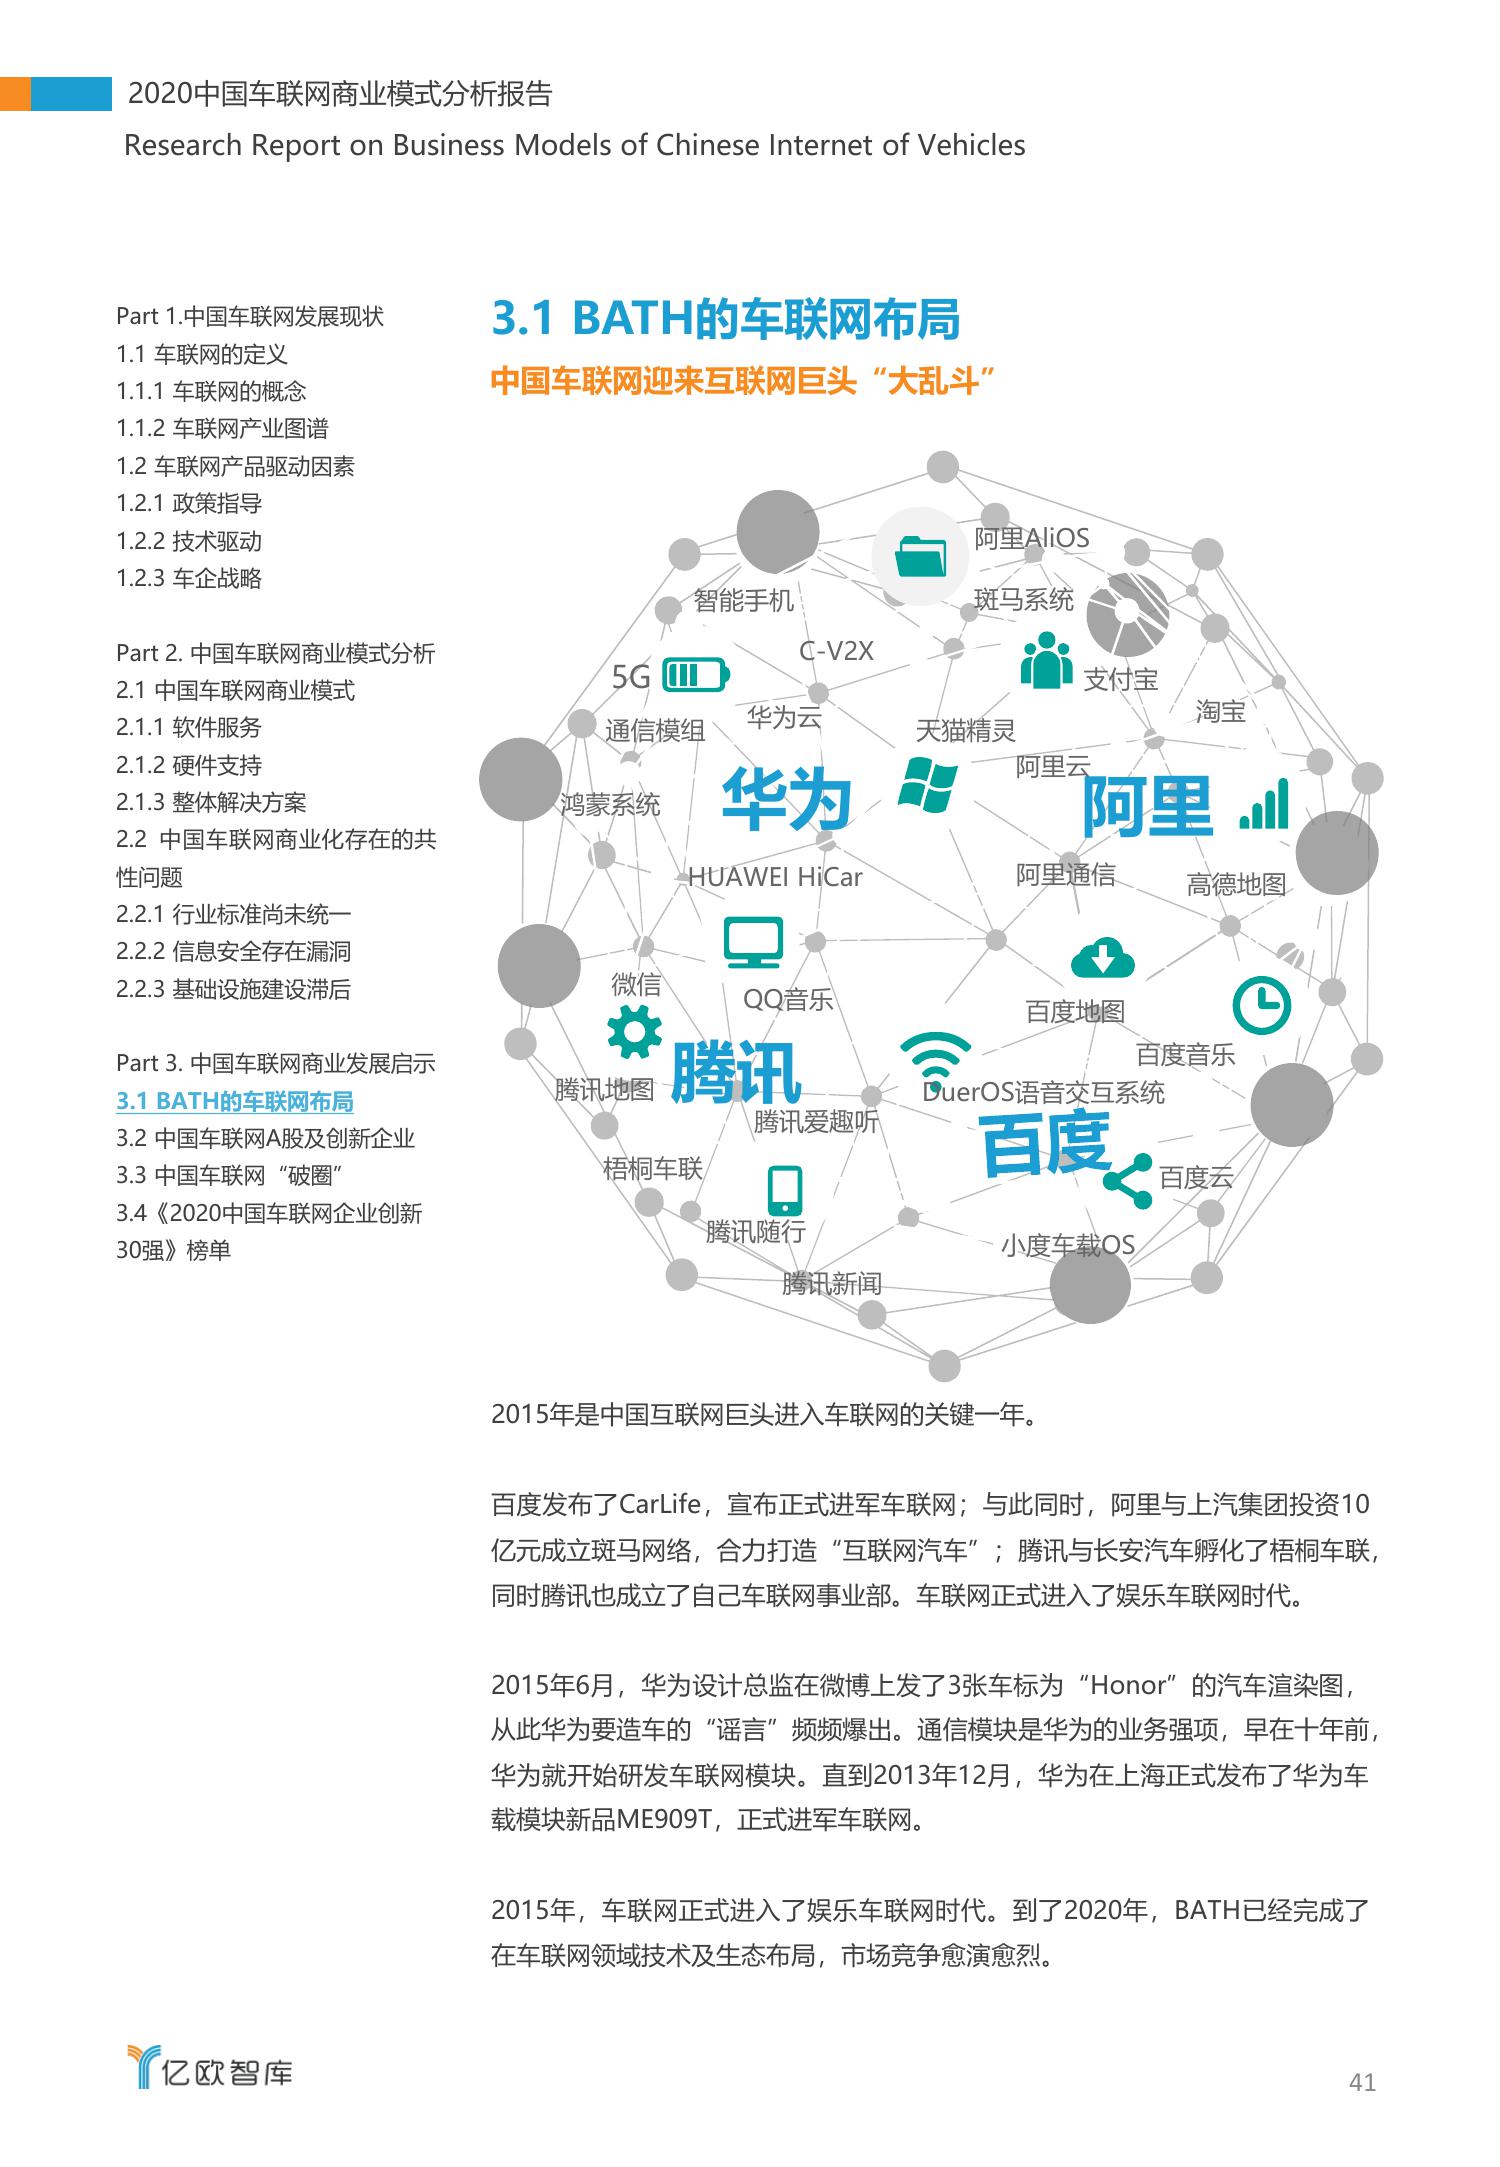 2020中国车联网商业模式分析报告
Research Report on Business Models of Chinese Internet of Vehicles
Part 1.中国车联网发展现状
1.1 车联网的定义
1.1.1 车联网的概念
1.1.2 车联网产业图谱
1.2 车联网产品驱动因素
1.2.1 政策指导
1.2.2 技术驱动
1.2.3 车企战略
Part 2. 中国车联网商业模式分析
2.1 中国车联网商业模式
2.1.1 软件服务
2.1.2 硬件支持
2.1.3 整体解决方案
2.2 中国车联网商业化存在的共
性问题
2.2.1 行业标准尚未统一
2.2.2 信息安全存在漏洞
2.2.3 基础设施建设滞后
Part 3. 中国车联网商业发展启示
3.1 BATH的车联网布局
3.2 中国车联网A股及创新企业
3.3 中国车联网“破圈”
3.4《2020中国车联网企业创新
30强》榜单
3.1 BATH的车联网布局
中国车联网迎来互联网巨头“大乱斗”
阿里AliOS
智能手机
斑马系统
C-V2X
5G
支付宝
华为云
淘宝
通信模组
天猫精灵
阿里云
华为
阿里
鸿蒙系统
HUAWEI HiCar
阿里通信
高德地图
微信
QQ音乐
百度地图
百度音乐
腾讯
腾讯地图
DuerOS语音交互系统
腾讯爱趣听
百度
梧桐车联
百度云
腾讯随行
小度车载OS
腾讯新闻
2015年是中国互联网巨头进入车联网的关键一年。
百度发布了CarLife，宣布正式进军车联网；与此同时，阿里与上汽集团投资10
亿元成立斑马网络，合力打造“互联网汽车”；腾讯与长安汽车孵化了梧桐车联，
同时腾讯也成立了自己车联网事业部。车联网正式进入了娱乐车联网时代。
2015年6月，华为设计总监在微博上发了3张车标为“Honor”的汽车渲染图，
从此华为要造车的“谣言”频频爆出。通信模块是华为的业务强项，早在十年前，
华为就开始研发车联网模块。直到2013年12月，华为在上海正式发布了华为车
载模块新品ME909T，正式进军车联网。
2015年，车联网正式进入了娱乐车联网时代。到了2020年，BATH已经完成了
在车联网领域技术及生态布局，市场竞争愈演愈烈。
亿欧智库
41